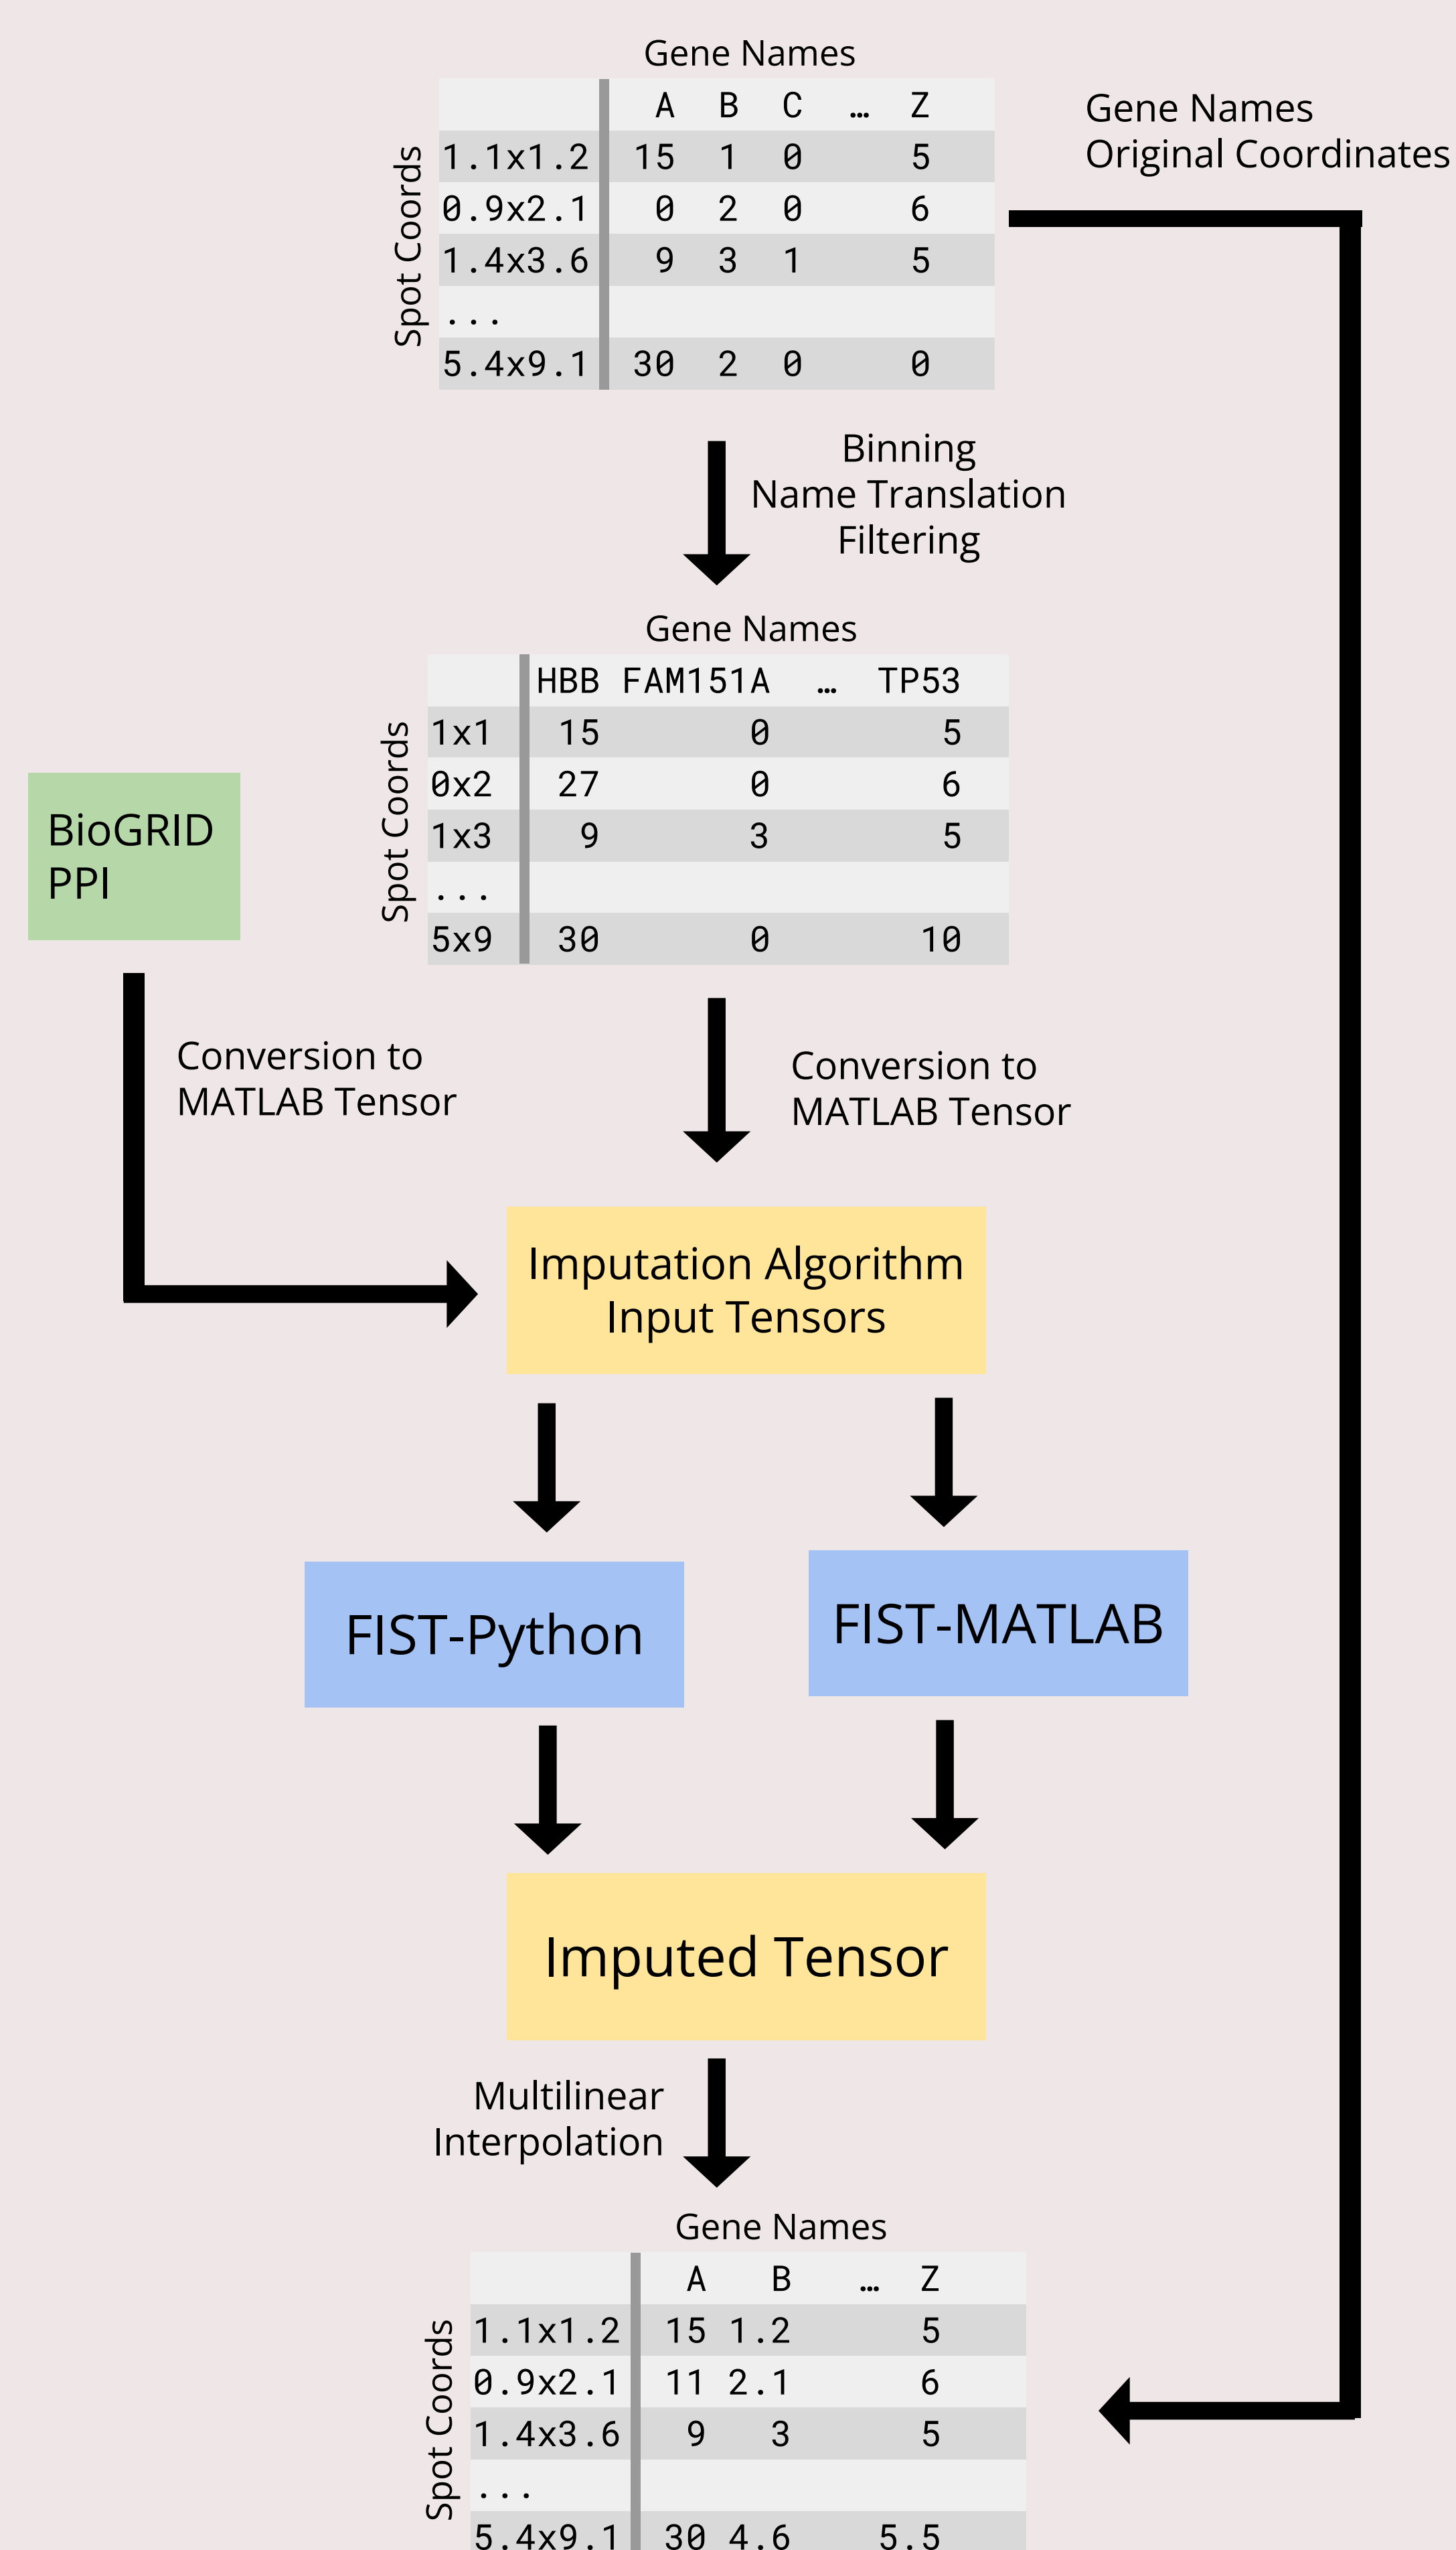 Gene Names
A B C … Z
Gene Names
Original Coordinates
Spot Coords
1.1x1.2 15 1 0 5
0.9x2.1 0 2 0 6
1.4x3.6 9 3 1 5
...
5.4x9.1 30 2 0 0
Binning
Name Translation
Filtering
Gene Names
HBB FAM151A … TP53
Spot Coords
1x1 15 0 5
0x2 27 0 6
1x3 9 3 5
...
5x9 30 0 10
BioGRID
PPI
Conversion to
MATLAB Tensor
Conversion to
MATLAB Tensor
Imputation Algorithm
Input Tensors
FIST-Python
FIST-MATLAB
Imputed Tensor
Multilinear
Interpolation
Gene Names
A B … Z
Spot Coords
1.1x1.2 15 1.2 5
0.9x2.1 11 2.1 6
1.4x3.6 9 3 5
...
5.4x9.1 30 4.6 5.5